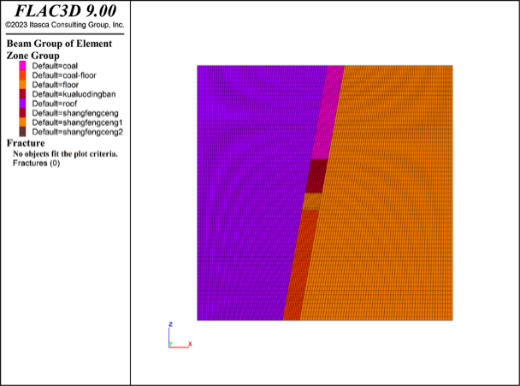 FLAC3D 9.00
©2023 Itasca Consulting Group, Inc.
Beam Group of Element
Zone Group
Default=coal
Default=coal-floor
Default=floor
Default=kualuodingban
Default=roof
Default=shangfengceng
Default=shangfengceng1
Default=shangfengceng2
Fracture
No objects fit the plot criteria.
Fractures (0)
Z
Y
X